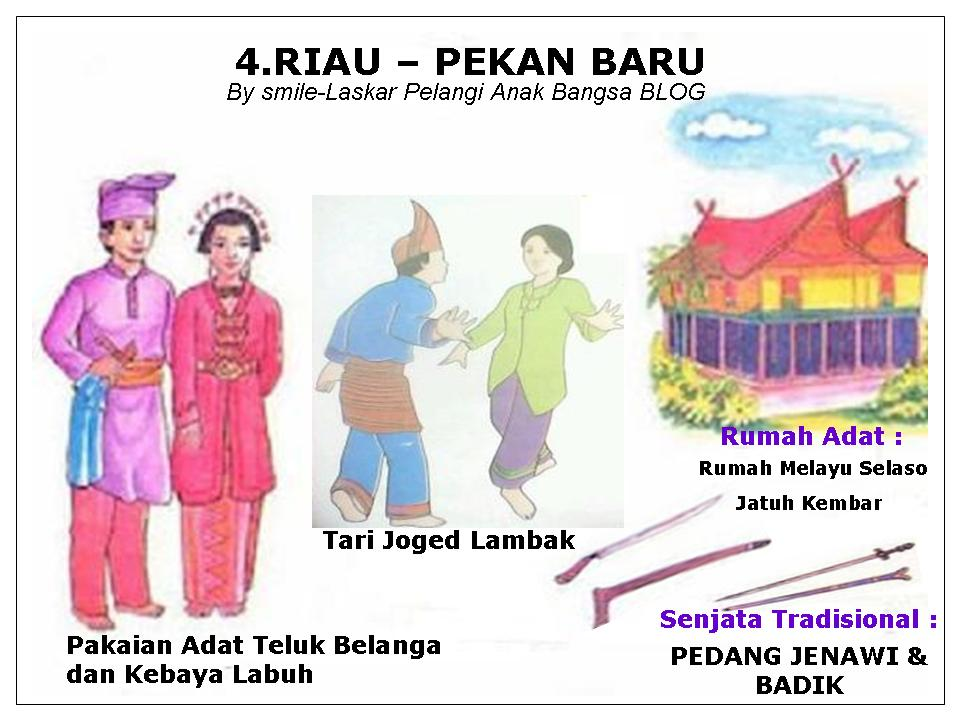 4.RIAU – PEKAN BARU
By smile-Laskar Pelangi Anak Bangsa BLOG
Rumah Adat :
Rumah Melayu Selaso
Jatuh Kembar
Tari Joged Lambak
Senjata Tradisional :
PEDANG JENAWI &
BADIK
Pakaian Adat Teluk Belanga
dan Kebaya Labuh